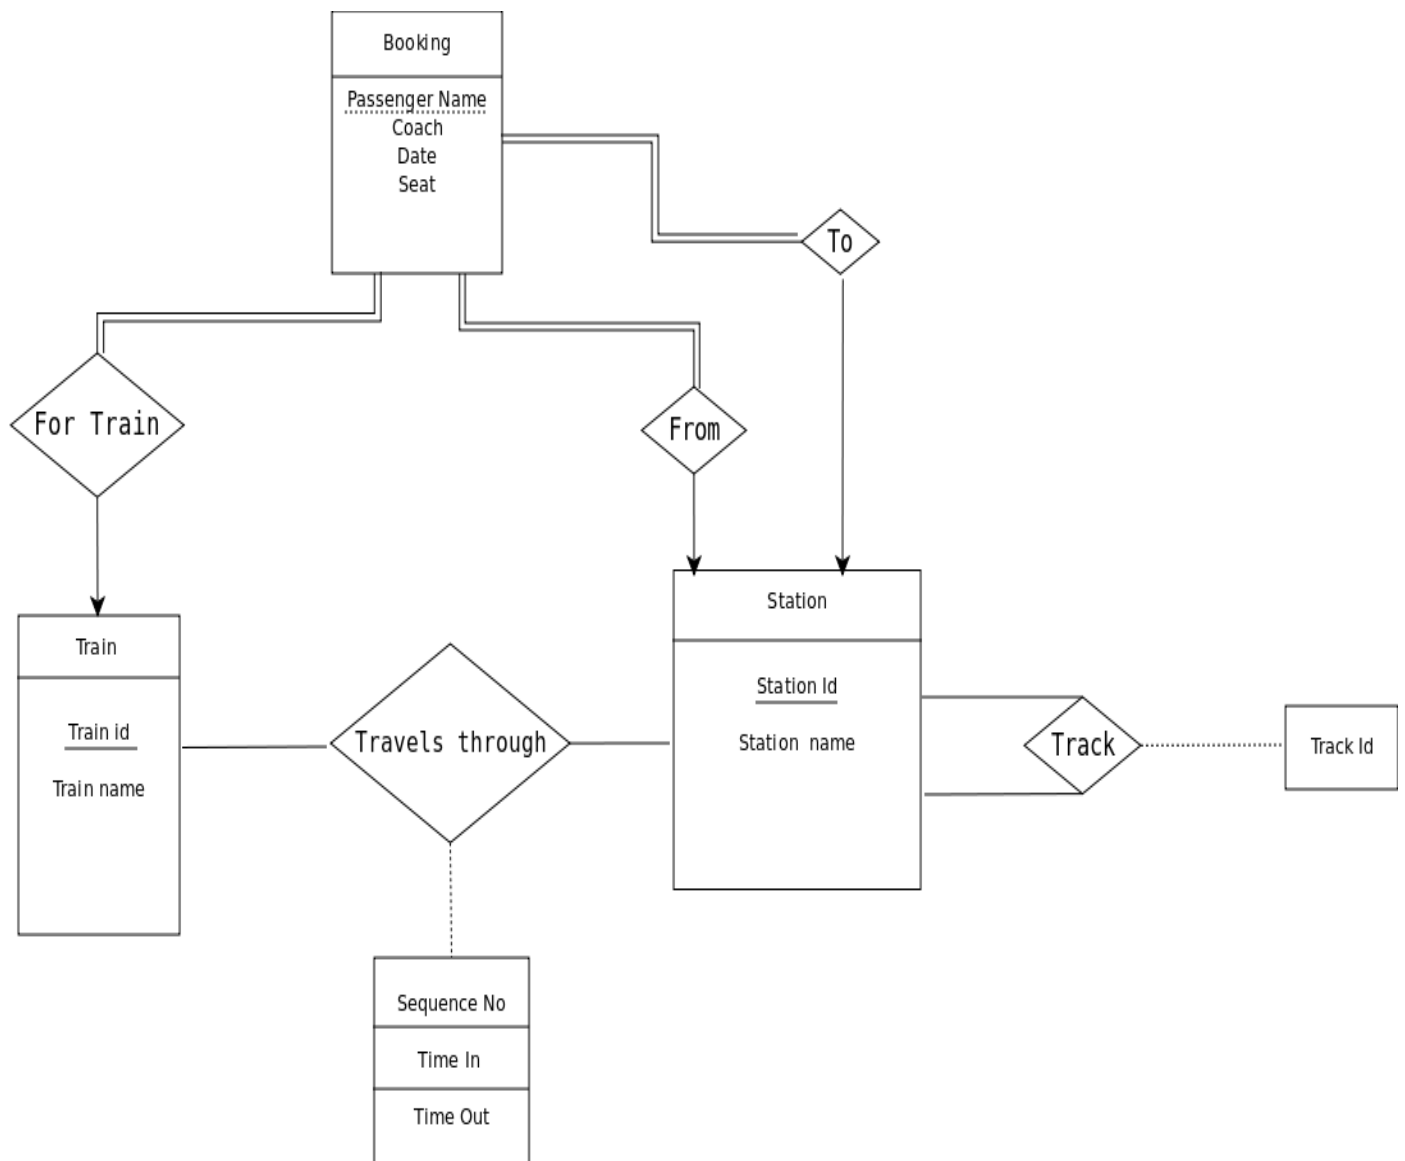 Booking
Passenger Name
Coach
Date
Seat
To
For Train
From
Station
Station Id
Station name
Train
Train id
Train name
Travels through
Track
Track Id
Sequence No
Time In
Time Out